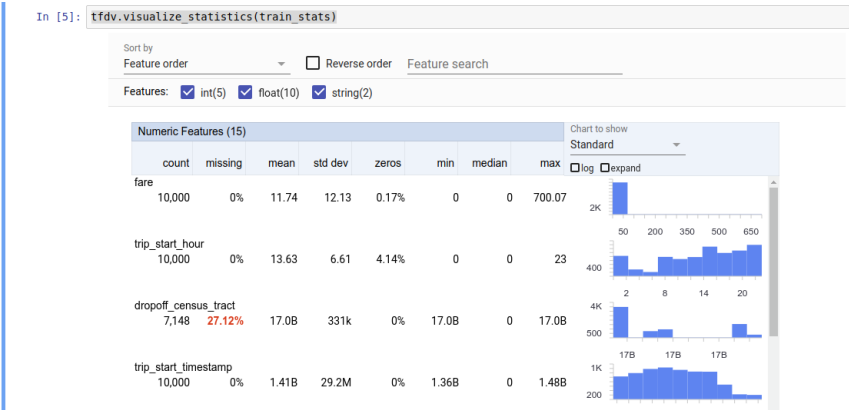 In [5]: tfdv.visualize_statistics(train_stats)
Sort by
Feature order
Reverse order
Feature search
Features: int(5) float(10) string(2)
Numeric Features (15)
Chart to show
Standard
count missing mean std dev zeros min median max
log expand
fare
10,000 0% 11.74 12.13 0.17% 0 0 700.07
2K
50 200 350 500 650
trip_start_hour
10,000 0% 13.63 6.61 4.14% 0 0 23
400
2 8 14 20
dropoff_census_tract
4K
7,148 27.12% 17.0B 331k 0% 17.0B 0 17.0B
500
17B 17B 17B
trip_start_timestamp
1K
10,000 0% 1.41B 29.2M 0% 1.36B 0 1.48B
200